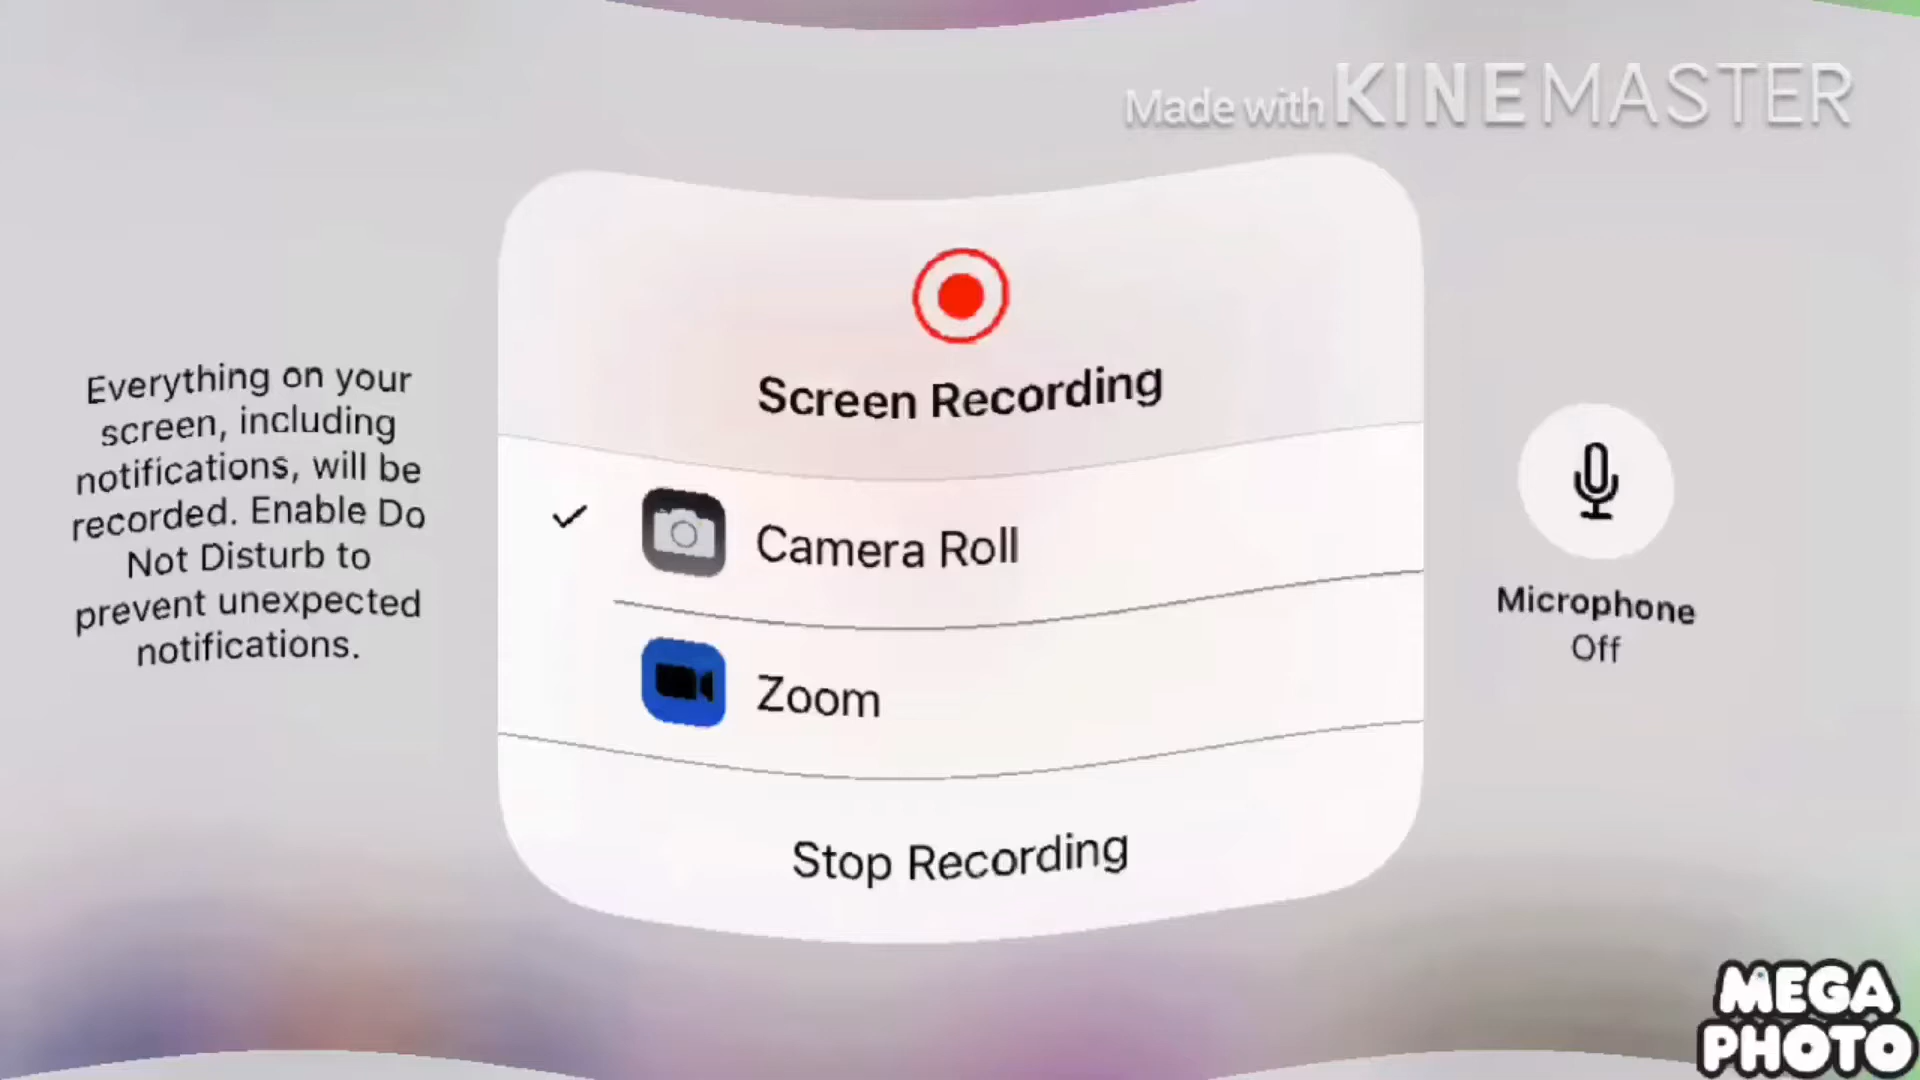 Made with KINEMASTER
Everything on your
screen, including
notifications, will be
recorded. Enable Do
Not Disturb to
prevent unexpected
notifications.
Screen Recording
Camera Roll
Zoom
Stop Recording
Microphone
Off
MEGA
PHOTO